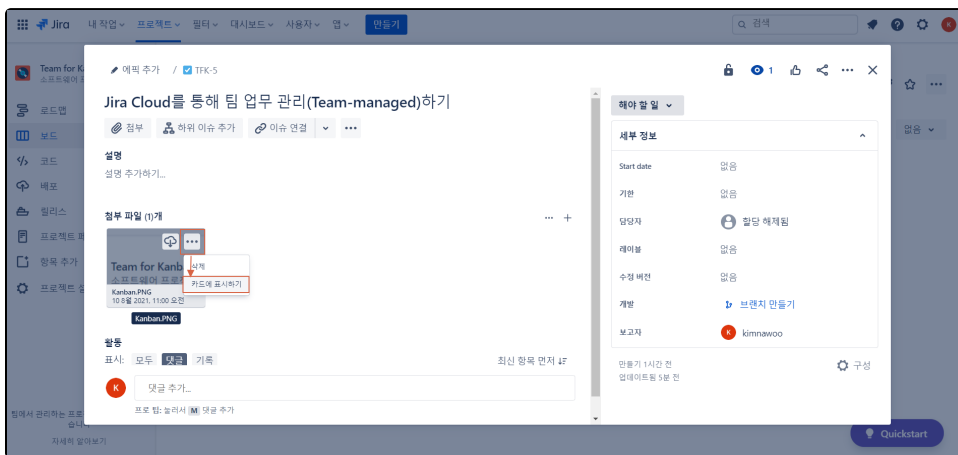 Jira
내 작업
프로젝트
필터
대시보드
사용자
앱
만들기
검색
K
Team for K
소프트웨어
로드맵
보드
코드
배포
릴리스
프로젝트
항목 추가
프로젝트
자세히 알아보기
없음
Quickstart
에픽 추가 / TFK-5
1
Jira Cloud를 통해 팀 업무 관리(Team-managed)하기
첨부
하위 이슈 추가
이슈 연결
설명
설명 추가하기...
첨부 파일 (1)개
Team for Kanb
소프트웨어 프로
Kanban.PNG
10 8월 2021, 11:00 오전
삭제
카드에 표시하기
Kanban.PNG
활동
표시: 모두 댓글 기록
최신 항목 먼저
K
댓글 추가...
프로 팁: 눌러서 M 댓글 추가
해야 할 일
세부 정보
Start date 없음
기한 없음
담당자 할당 해제됨
레이블 없음
수정 버전 없음
개발 브랜치 만들기
보고자 K kimnawoo
만들기 1시간 전
업데이트됨 5분 전
구성